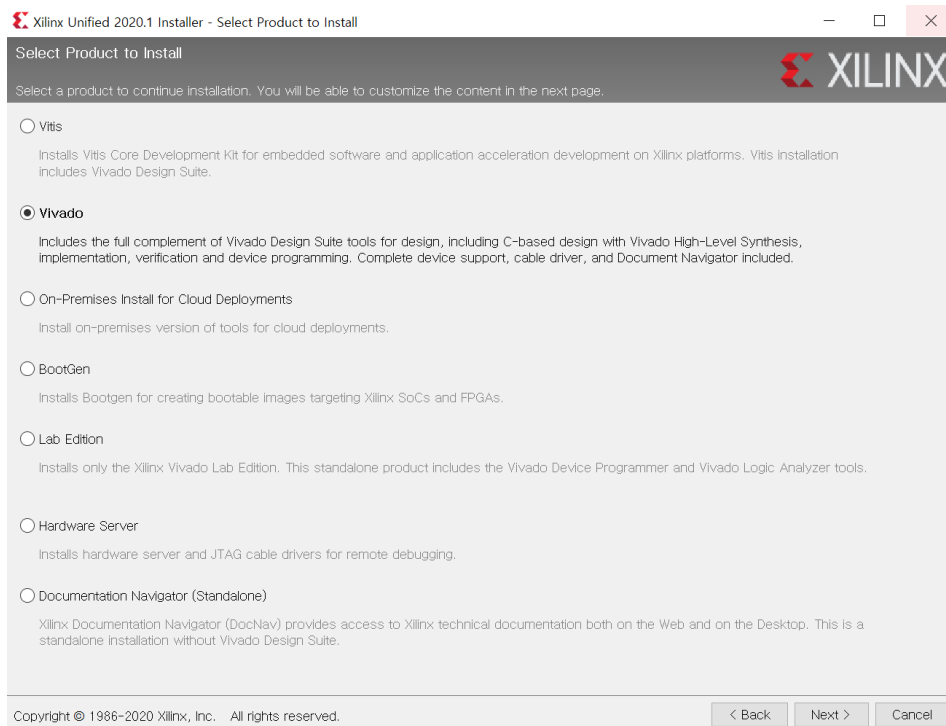 Xilinx Unified 2020.1 Installer - Select Product to Install
Select Product to Install
XILINX
Select a product to continue installation. You will be able to customize the content in the next page.
Vitis
Installs Vitis Core Development Kit for embedded software and application acceleration development on Xilinx platforms. Vitis installation
includes Vivado Design Suite.
Vivado
Includes the full complement of Vivado Design Suite tools for design, including C-based design with Vivado High-Level Synthesis,
implementation, verification and device programming. Complete device support, cable driver, and Document Navigator included.
On-Premises Install for Cloud Deployments
Install on-premises version of tools for cloud deployments.
BootGen
Installs Bootgen for creating bootable images targeting Xilinx SoCs and FPGAs.
Lab Edition
Installs only the Xilinx Vivado Lab Edition. This standalone product includes the Vivado Device Programmer and Vivado Logic Analyzer tools.
Hardware Server
Installs hardware server and JTAG cable drivers for remote debugging.
Documentation Navigator (Standalone)
Xilinx Documentation Navigator (DocNav) provides access to Xilinx technical documentation both on the Web and on the Desktop. This is a
standalone installation without Vivado Design Suite.
Copyright © 1986-2020 Xilinx, Inc. All rights reserved.
< Back Next > Cancel